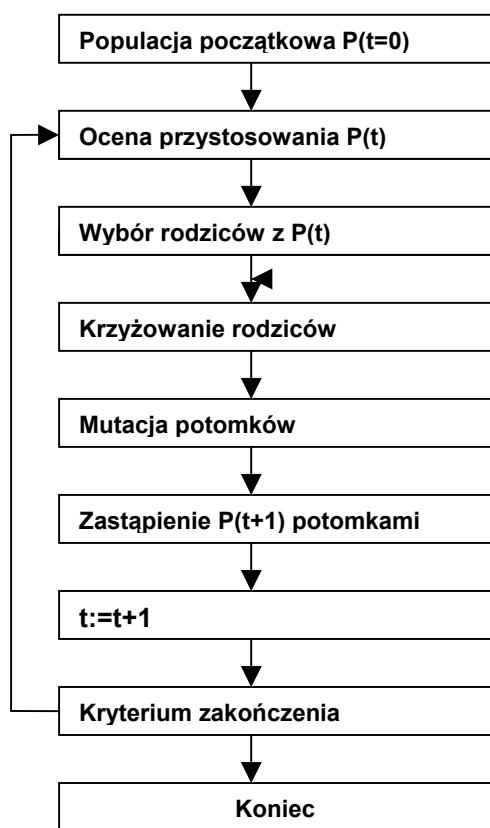 Populacja początkowa P(t=0)
Ocena przystosowania P(t)
Wybór rodziców z P(t)
Krzyżowanie rodziców
Mutacja potomków
Zastąpienie P(t+1) potomkami
t:=t+1
Kryterium zakończenia
Koniec